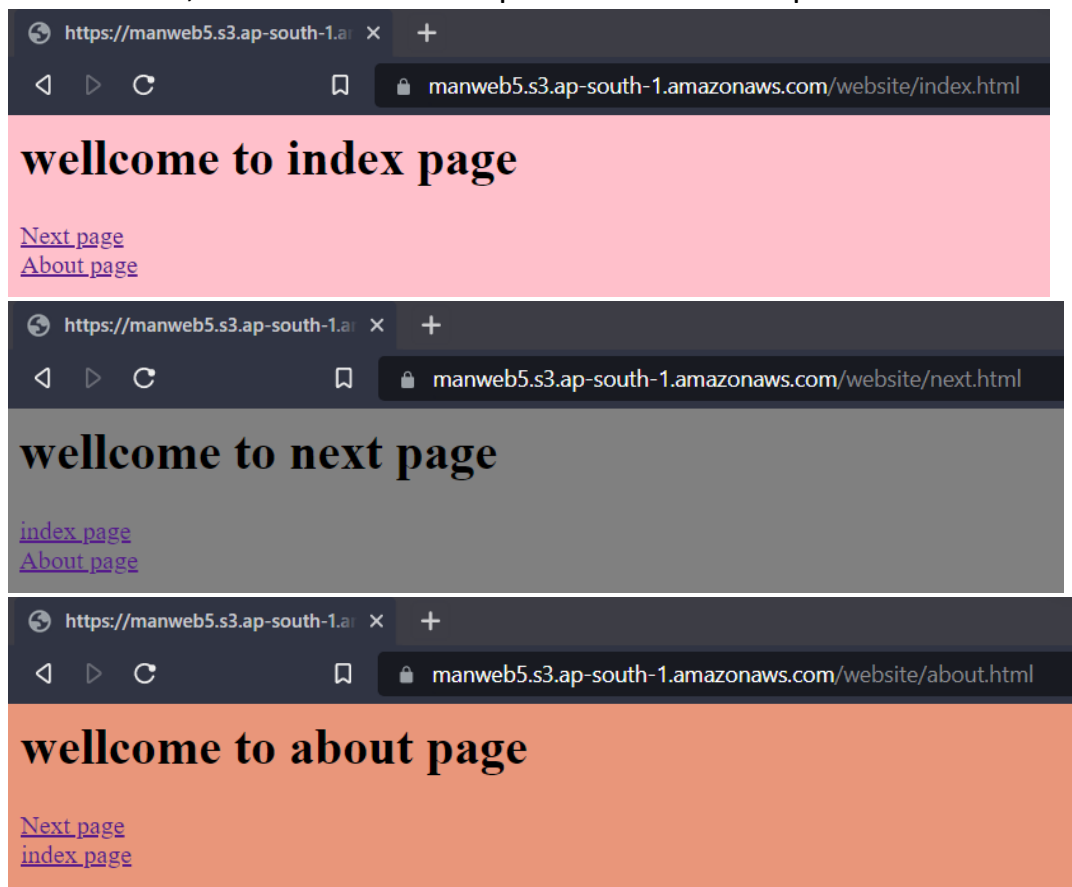 https://manweb5.s3.ap-south-1.a
manweb5.s3.ap-south-1.amazonaws.com/website/index.html
wellcome to index page
Next page
About page
https://manweb5.s3.ap-south-1.a
manweb5.s3.ap-south-1.amazonaws.com/website/next.html
wellcome to next page
index page
About page
https://manweb5.s3.ap-south-1.a
manweb5.s3.ap-south-1.amazonaws.com/website/about.html
wellcome to about page
Next page
index page